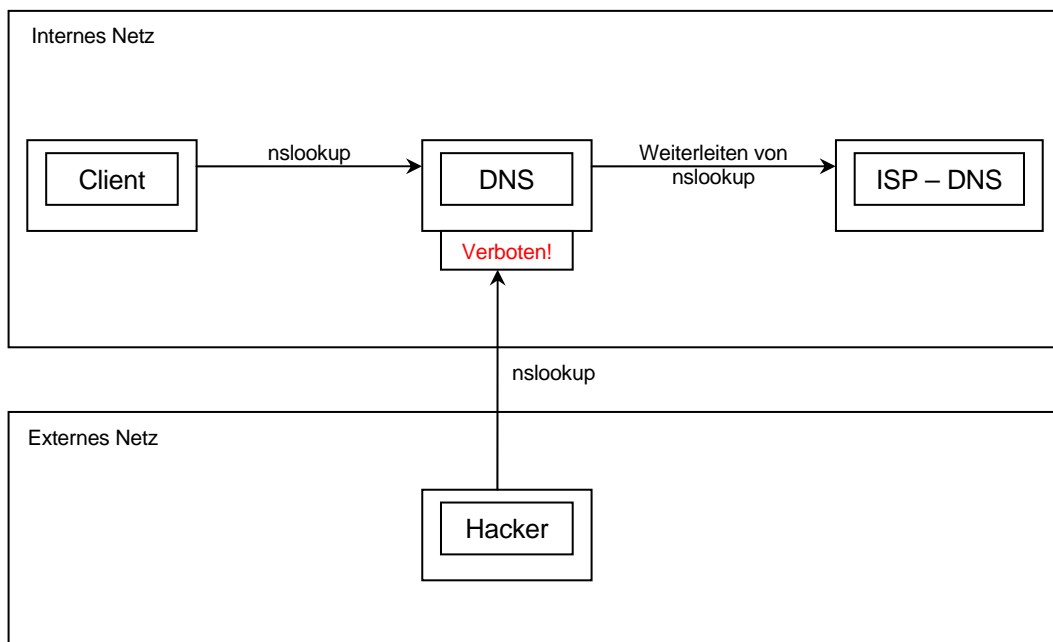 Internes Netz
Client
nslookup
DNS
Weiterleiten von
nslookup
ISP – DNS
Verboten!
nslookup
Externes Netz
Hacker